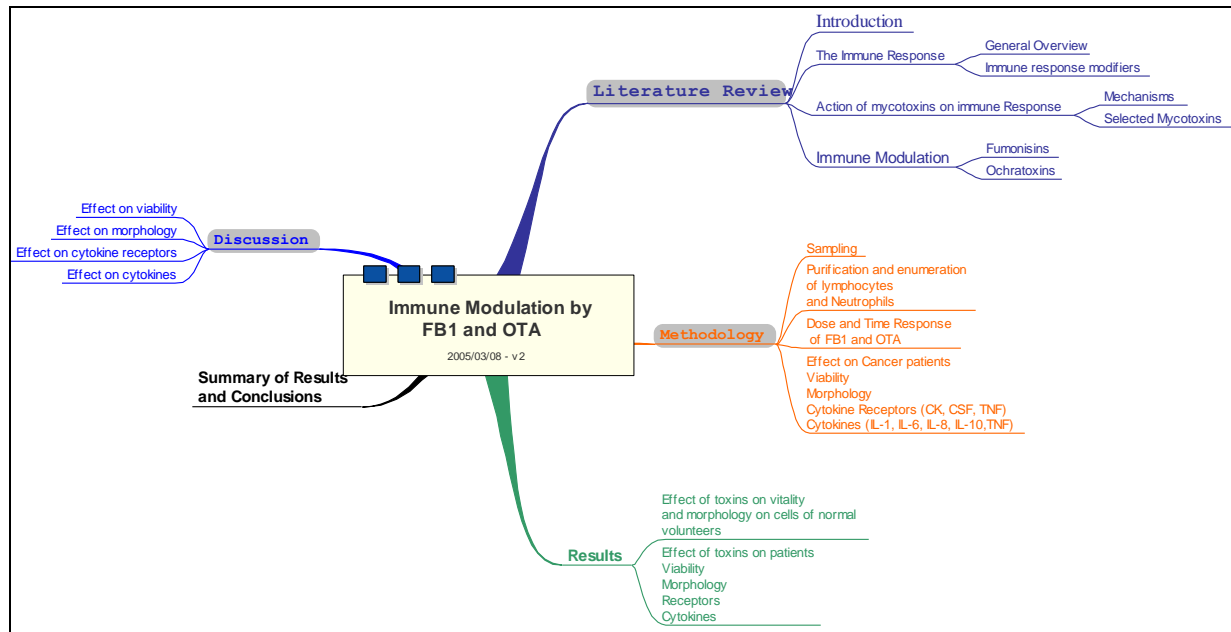 Immune Modulation by
FB1 and OTA
2005/03/08 - v2
Literature Review
Introduction
The Immune Response
General Overview
Immune response modifiers
Action of mycotoxins on immune Response
Mechanisms
Selected Mycotoxins
Immune Modulation
Fumonisins
Ochratoxins
Methodology
Sampling
Purification and enumeration
of lymphocytes
and Neutrophils
Dose and Time Response
of FB1 and OTA
Effect on Cancer patients
Viability
Morphology
Cytokine Receptors (CK, CSF, TNF)
Cytokines (IL-1, IL-6, IL-8, IL-10,TNF)
Results
Effect of toxins on vitality
and morphology on cells of normal
volunteers
Effect of toxins on patients
Viability
Morphology
Receptors
Cytokines
Summary of Results
and Conclusions
Discussion
Effect on viability
Effect on morphology
Effect on cytokine receptors
Effect on cytokines